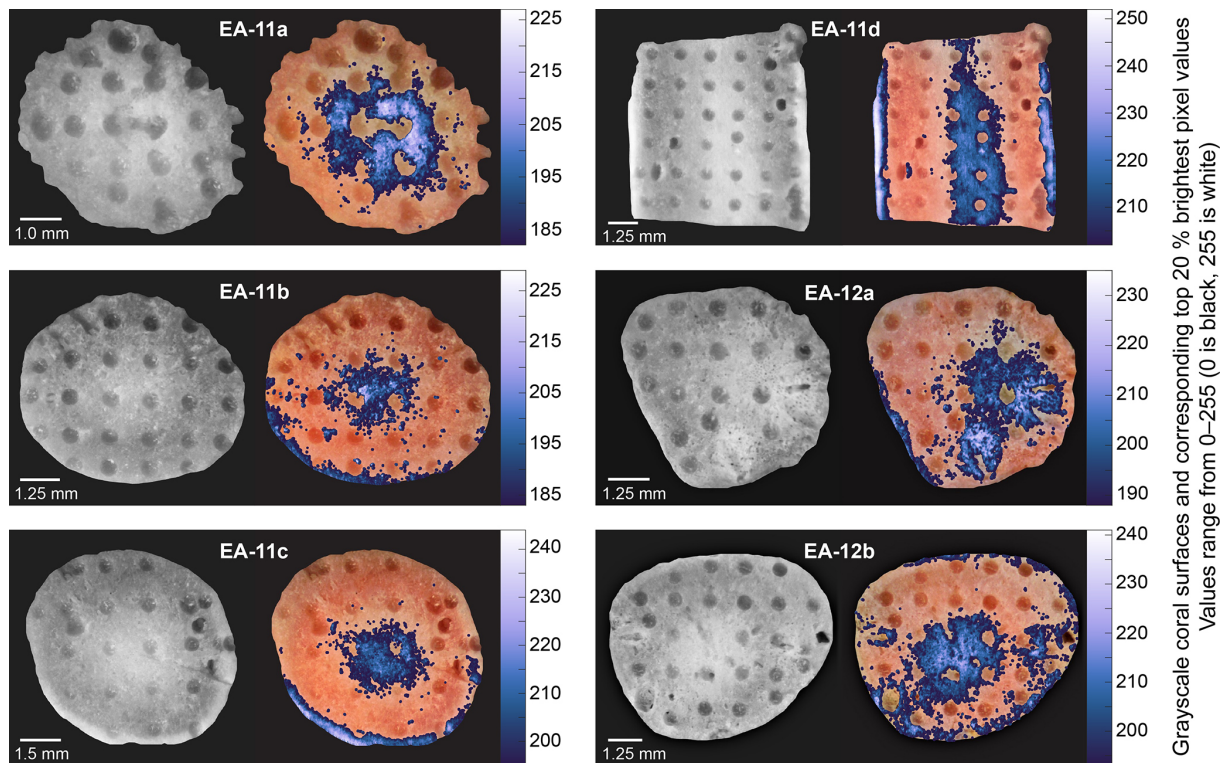 EA-11a
225
215
205
195
185
1.0 mm
EA-11d
250
240
230
220
210
1.25 mm
EA-11b
225
215
205
195
185
1.25 mm
EA-12a
230
220
210
200
190
1.25 mm
EA-11c
240
230
220
210
200
1.5 mm
EA-12b
240
230
220
210
200
1.25 mm
Grayscale coral surfaces and corresponding top 20 % brightest pixel values
Values range from 0–255 (0 is black, 255 is white)